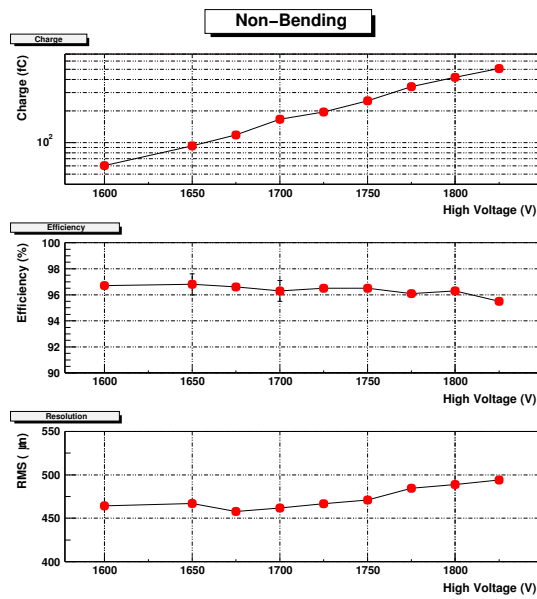 Non−Bending
Charge
Charge (fC)
10²
1600 1650 1700 1750 1800
High Voltage (V)
Efficiency
Efficiency (%)
100
98
96
94
92
90
1600 1650 1700 1750 1800
High Voltage (V)
Resolution
RMS ( μm)
550
500
450
400
1600 1650 1700 1750 1800
High Voltage (V)